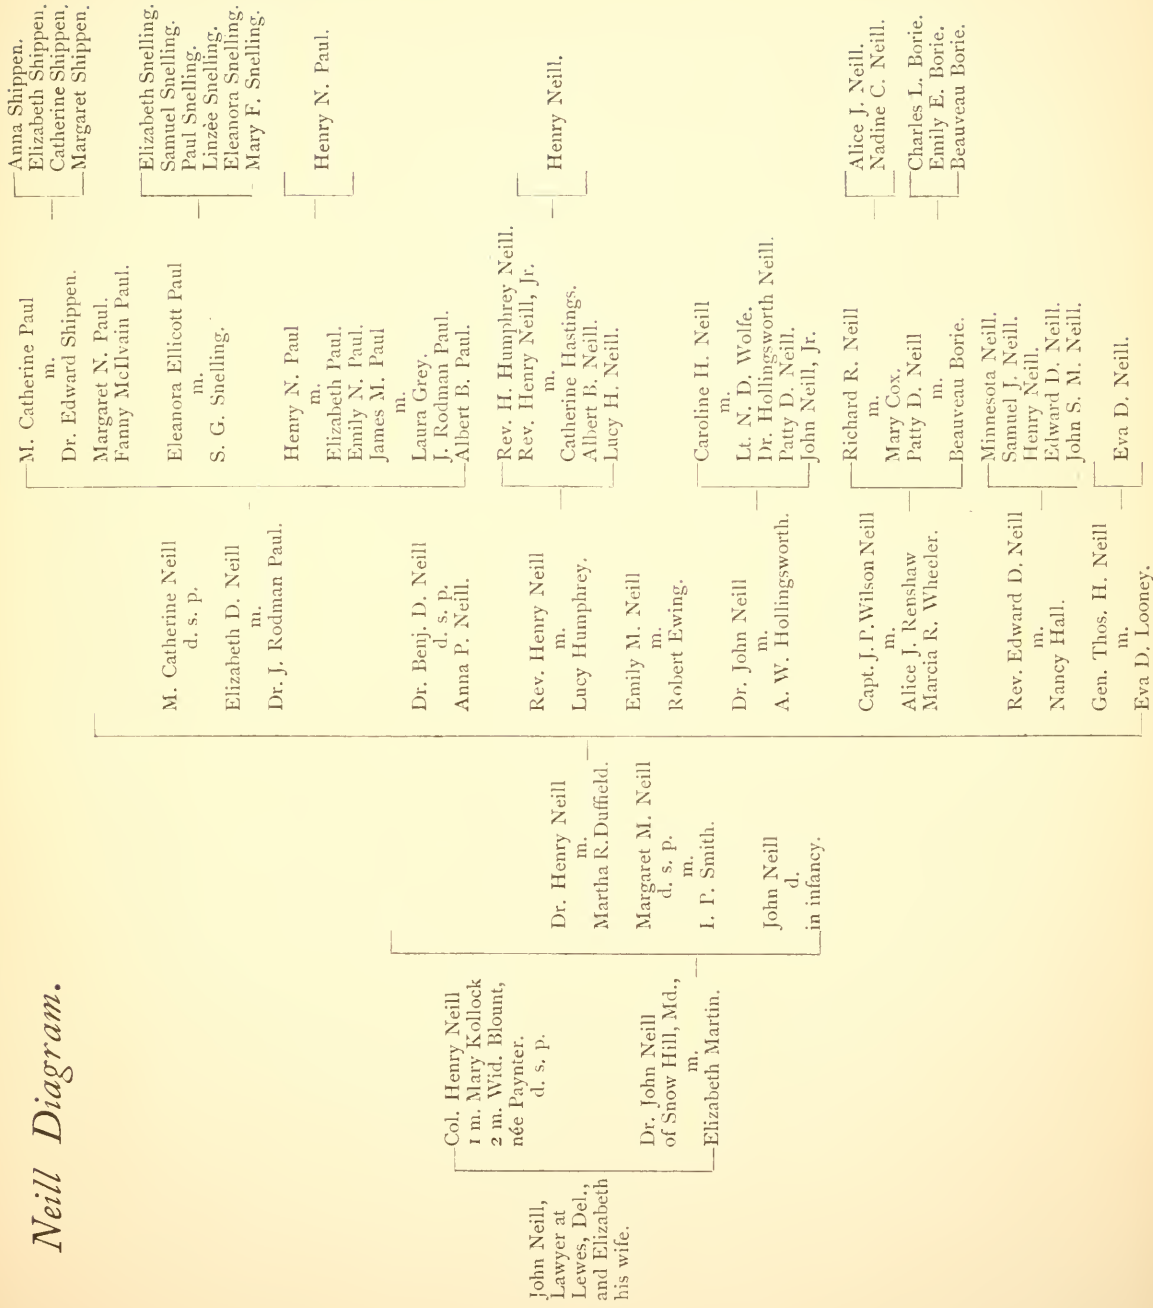 Neill Diagram.
John Neill,
Lawyer at
Lewes, Del.,
and Elizabeth
his wife.
Col. Henry Neill
1 m. Mary Kollock
2 m. Wid. Blount,
née Paynter.
d. s. p.
Dr. John Neill
of Snow Hill, Md.,
m.
Elizabeth Martin.
Dr. Henry Neill
m.
Martha R. Duffield.
Margaret M. Neill
d. s. p.
m.
I. P. Smith.
John Neill
d.
in infancy.
M. Catherine Neill
d. s. p.
Elizabeth D. Neill
m.
Dr. J. Rodman Paul.
Dr. Benj. D. Neill
d. s. p.
Anna P. Neill.
Rev. Henry Neill
m.
Lucy Humphrey.
Emily M. Neill
m.
Robert Ewing.
Dr. John Neill
m.
A. W. Hollingsworth.
Capt. J. P. Wilson Neill
m.
Alice J. Renshaw
Marcia R. Wheeler.
Rev. Edward D. Neill
m.
Nancy Hall.
Gen. Thos. H. Neill
m.
Eva D. Looney.
M. Catherine Paul
m.
Dr. Edward Shippen.
Margaret N. Paul.
Fanny McIlvain Paul.
Eleanora Ellicott Paul
m.
S. G. Snelling.
Henry N. Paul
m.
Elizabeth Paul.
Emily N. Paul.
James M. Paul
m.
Laura Grey.
J. Rodman Paul.
Albert B. Paul.
Rev. H. Humphrey Neill.
Rev. Henry Neill, Jr.
m.
Catherine Hastings.
Albert B. Neill.
Lucy H. Neill.
Caroline H. Neill
m.
Lt. N. D. Wolfe.
Dr. Hollingsworth Neill.
Patty D. Neill.
John Neill, Jr.
Richard R. Neill
m.
Mary Cox.
Patty D. Neill
m.
Beauveau Borie.
Minnesota Neill.
Samuel J. Neill.
Henry Neill.
Edward D. Neill.
John S. M. Neill.
Eva D. Neill.
Anna Shippen.
Elizabeth Shippen.
Catherine Shippen.
Margaret Shippen.
Elizabeth Snelling.
Samuel Snelling.
Paul Snelling.
Linzèe Snelling.
Eleanora Snelling.
Mary F. Snelling.
Henry N. Paul.
Henry Neill.
Alice J. Neill.
Nadine C. Neill.
Charles L. Borie.
Emily E. Borie.
Beauveau Borie.